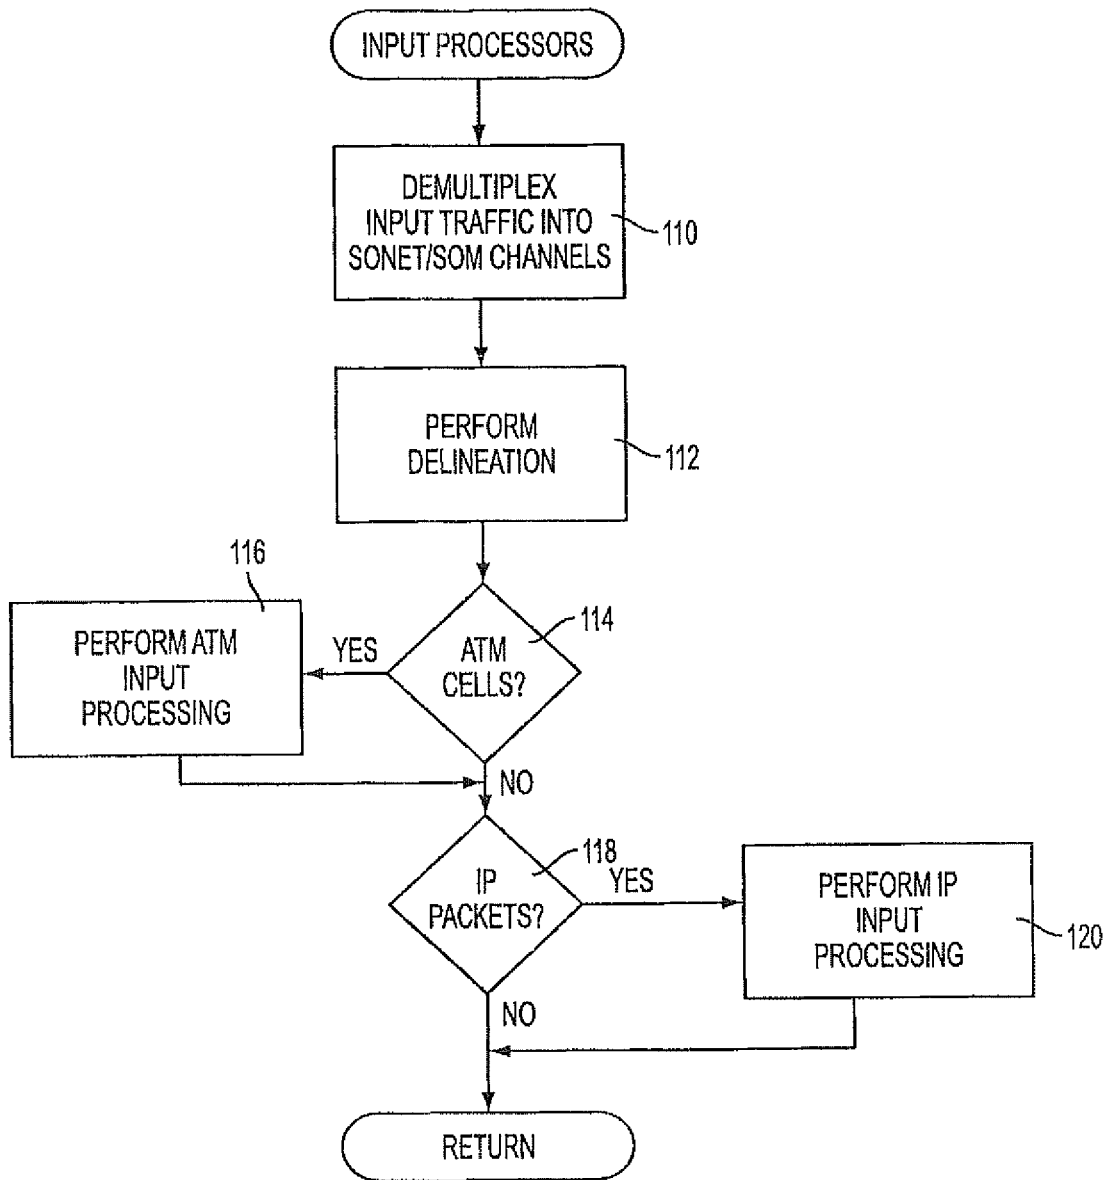 INPUT PROCESSORS
DEMULTIPLEX
INPUT TRAFFIC INTO
SONET/SOM CHANNELS
110
PERFORM
DELINEATION
112
116
PERFORM ATM
INPUT
PROCESSING
YES
ATM
CELLS?
114
NO
IP
PACKETS?
118
YES
PERFORM IP
INPUT
PROCESSING
120
NO
RETURN